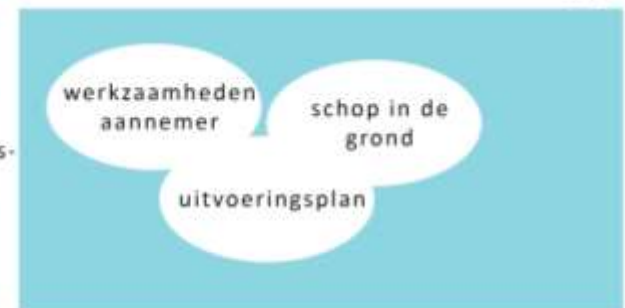 werkzaamheden
aannemer
schop in de
grond
s-
uitvoeringsplan